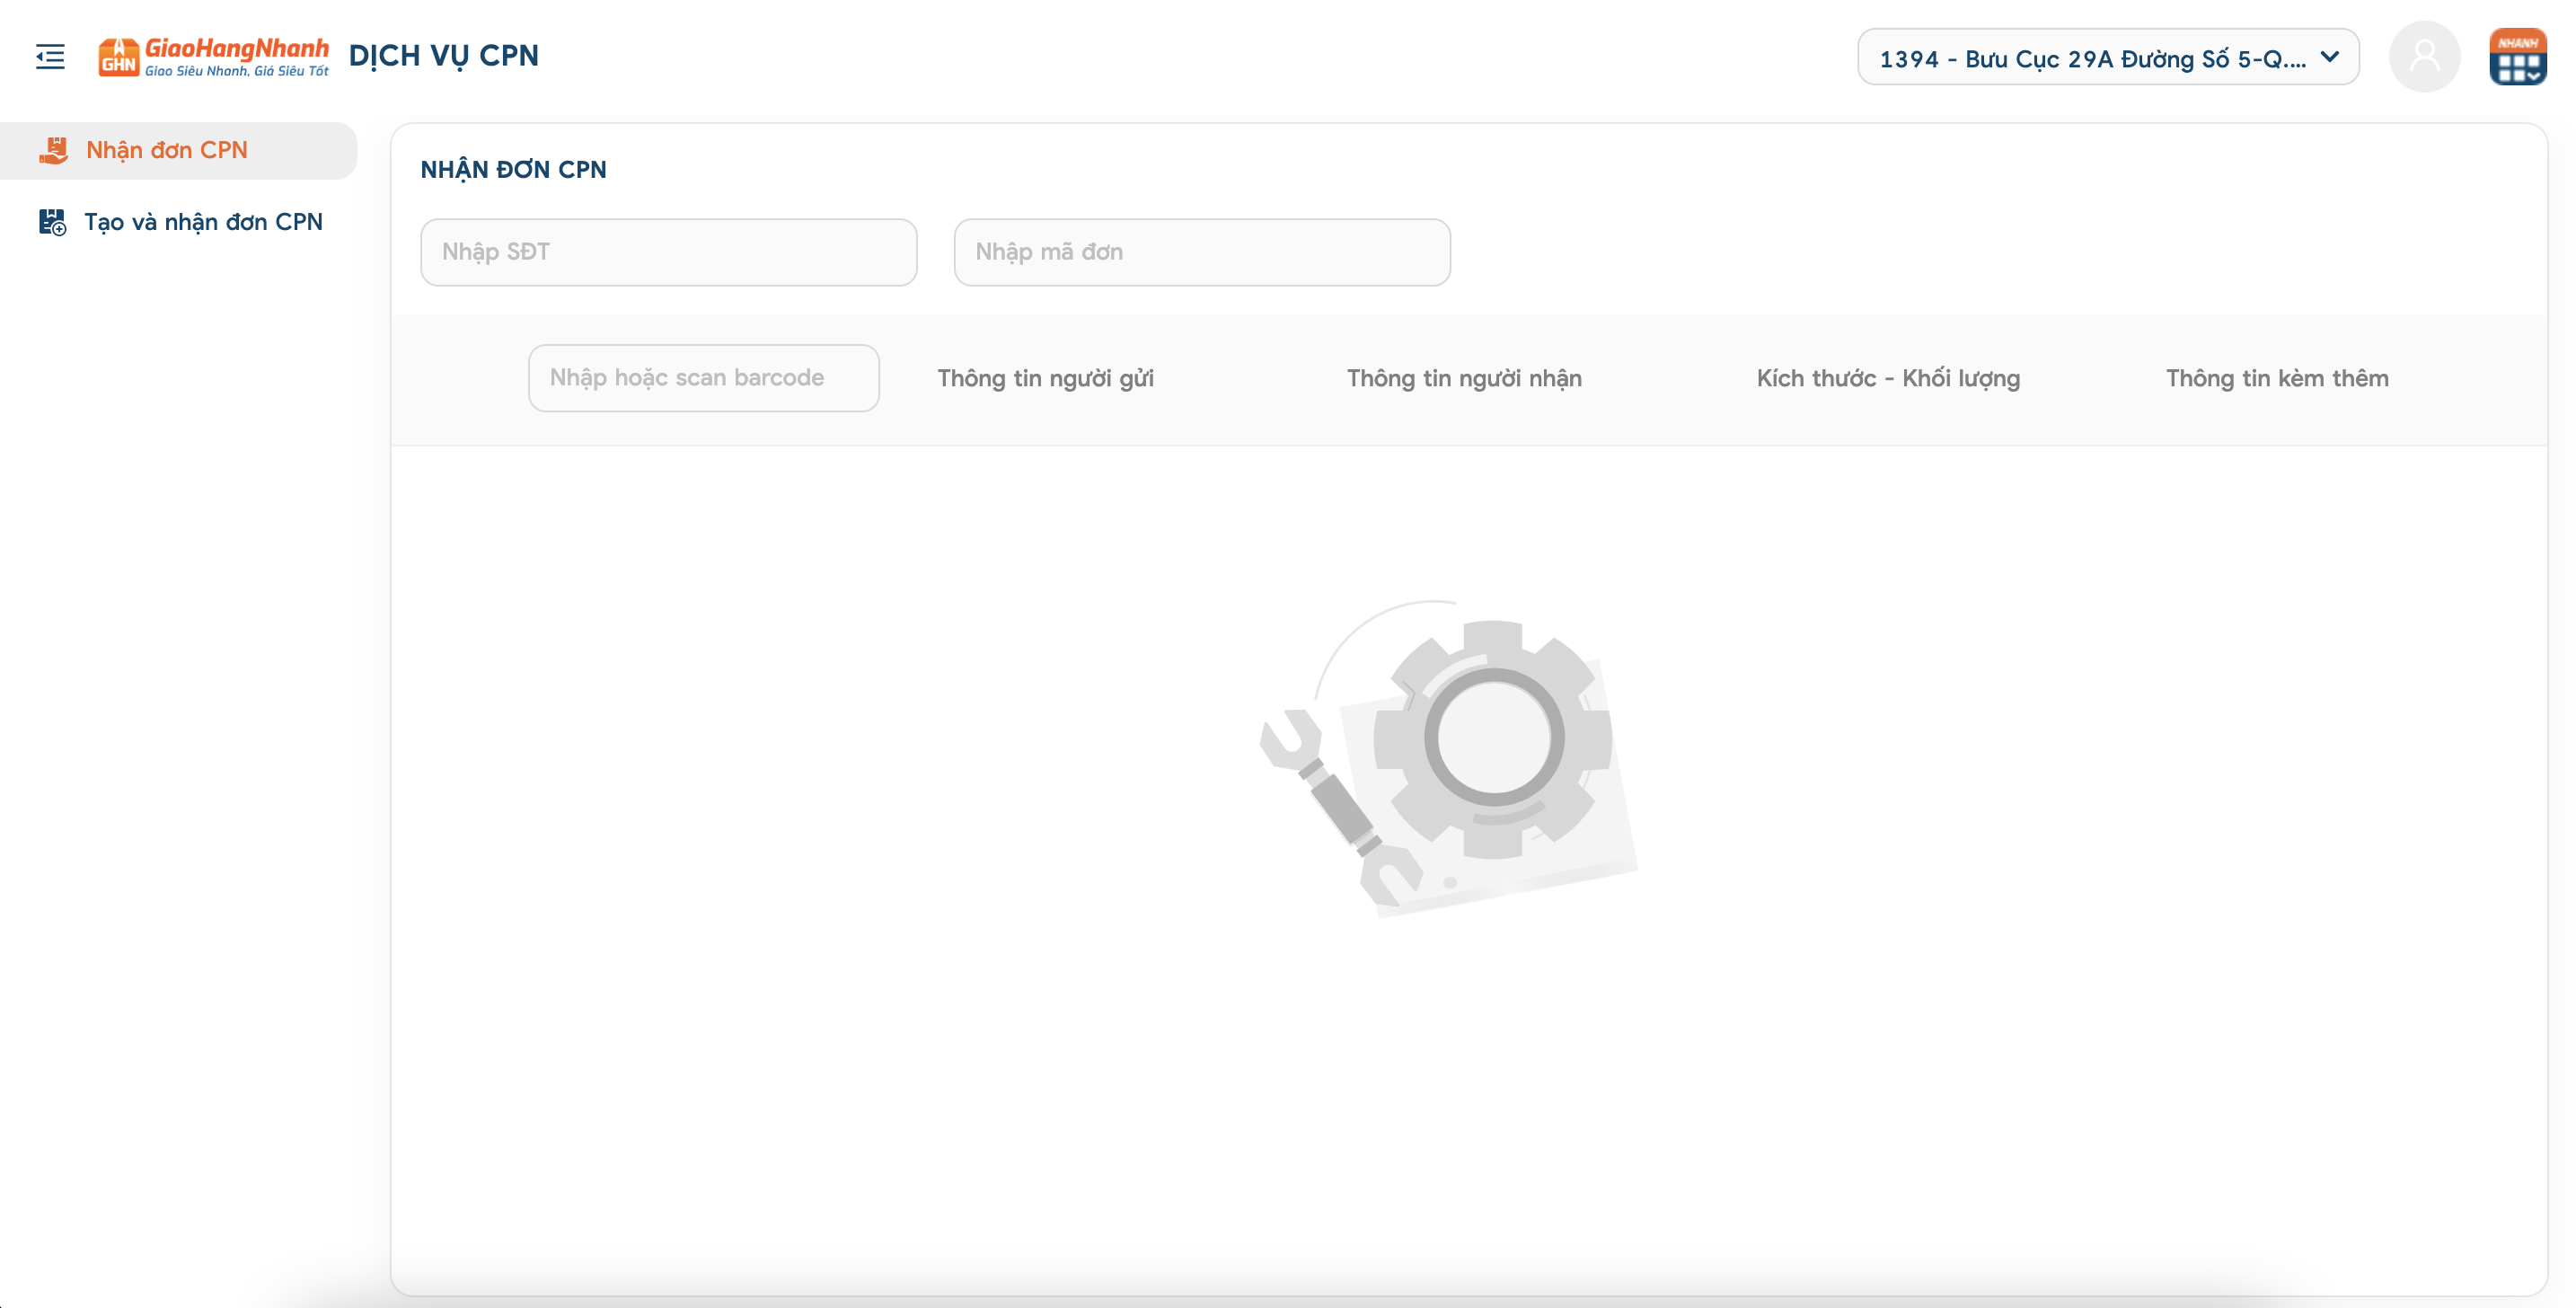 GHN
GiaoHangNhanh
Giao Siêu Nhanh, Giá Siêu Tốt
DỊCH VỤ CPN
1394 - Bưu Cục 29A Đường Số 5-Q....
NHANH
Nhận đơn CPN
Tạo và nhận đơn CPN
NHẬN ĐƠN CPN
Nhập SĐT
Nhập mã đơn
Nhập hoặc scan barcode
Thông tin người gửi
Thông tin người nhận
Kích thước - Khối lượng
Thông tin kèm thêm